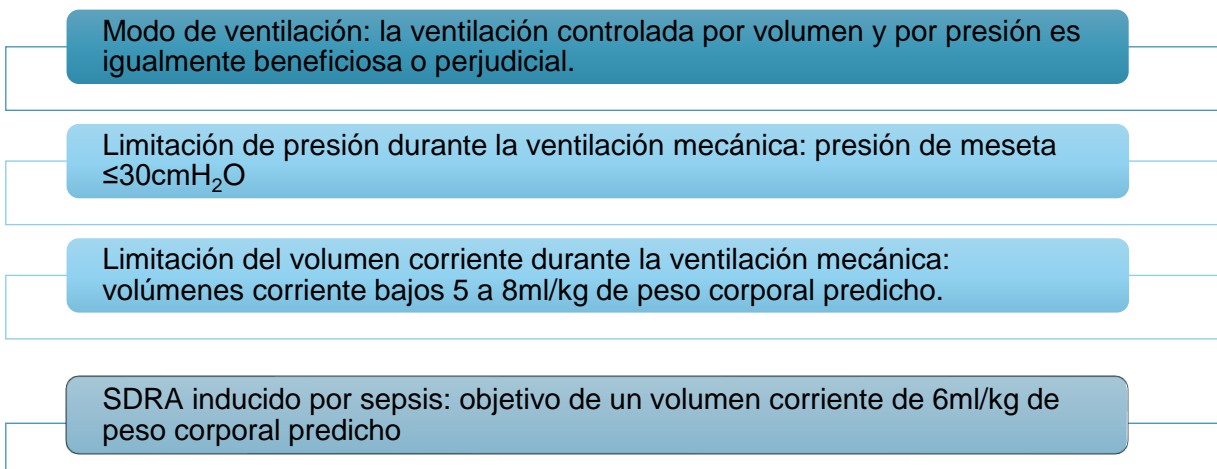 Modo de ventilación: la ventilación controlada por volumen y por presión es
igualmente beneficiosa o perjudicial.
Limitación de presión durante la ventilación mecánica: presión de meseta
≤30cmH₂O
Limitación del volumen corriente durante la ventilación mecánica:
volúmenes corriente bajos 5 a 8ml/kg de peso corporal predicho.
SDRA inducido por sepsis: objetivo de un volumen corriente de 6ml/kg de
peso corporal predicho